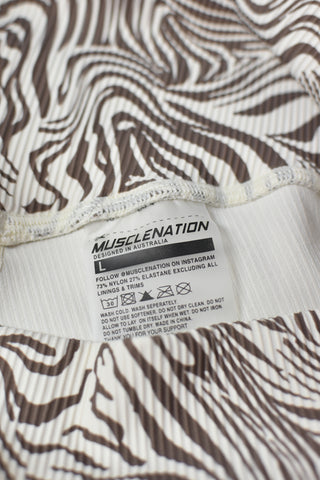 MUSCLENATION
DESIGNED IN AUSTRALIA
L
FOLLOW @MUSCLENATION ON INSTAGRAM
73% NYLON 27% ELASTANE EXCLUDING ALL
LININGS & TRIMS
30
WASH COLD. WASH SEPERATELY
DO NOT USE SOFTENER. DO NOT DRY CLEAN. DO NOT
ALLOW TO LAY ON ITSELF WHEN WET. DO NOT IRON
DO NOT TUMBLE DRY. MADE IN CHINA
THANK YOU FOR YOUR SUPPORT